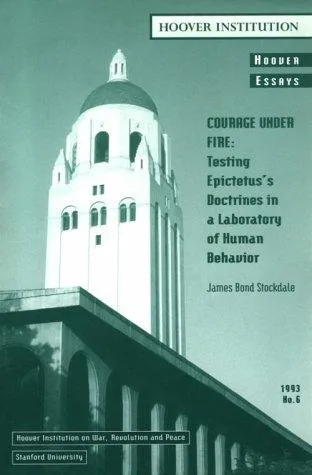 HOOVER INSTITUTION
HOOVER
ESSAYS
COURAGE UNDER
FIRE:
Testing
Epictetus's
Doctrines in
a Laboratory
of Human
Behavior
James Bond Stockdale
1993
No. 6
Hoover Institution on War, Revolution and Peace
Stanford University